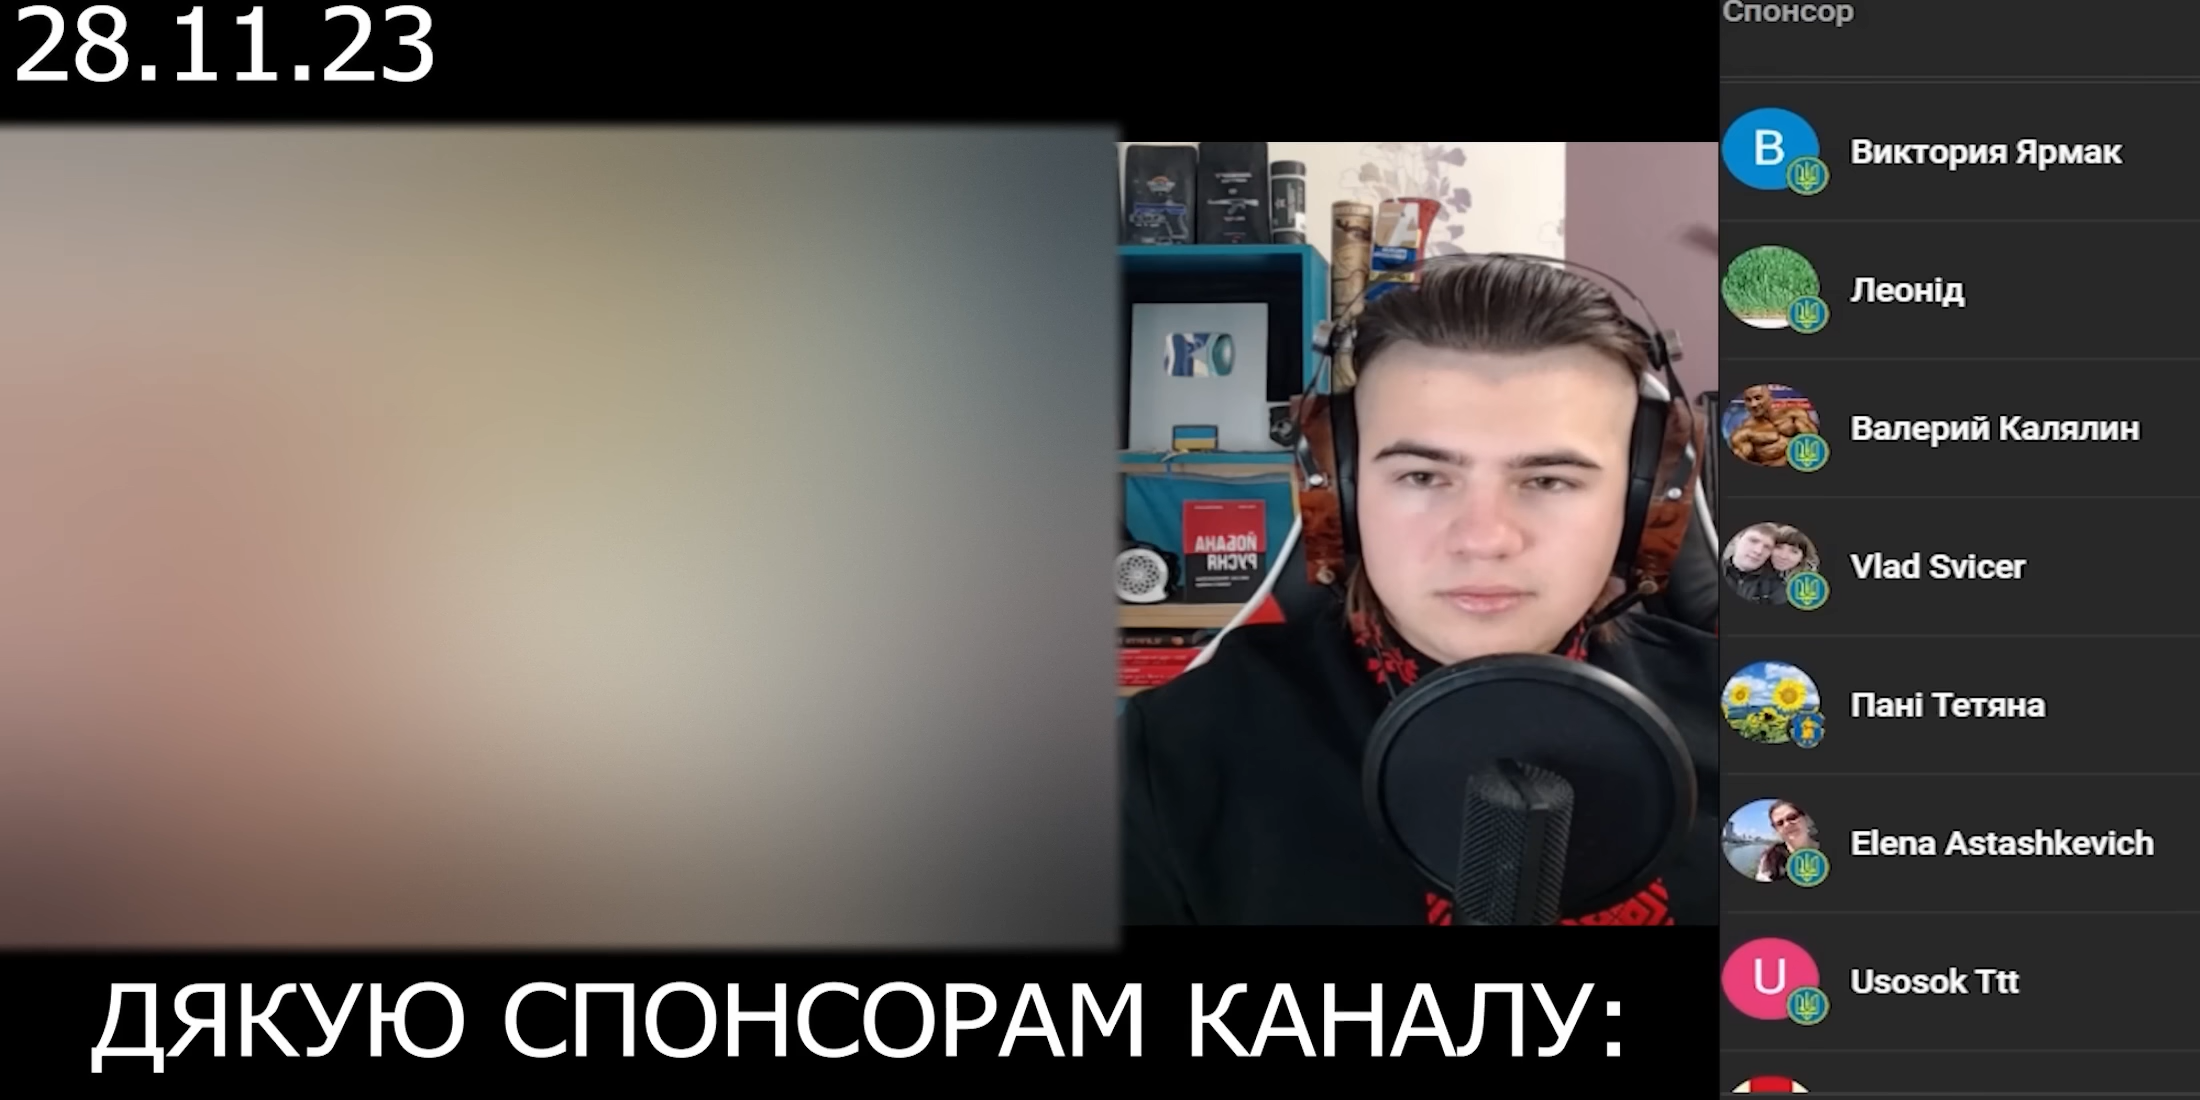 28.11.23
Спонсор
В
Виктория Ярмак
Леонід
Валерий Калялин
Vlad Svicer
Пані Тетяна
Elena Astashkevich
U
Usosok Ttt
ЙОБАНА
РУСНЯ
ДЯКУЮ СПОНСОРАМ КАНАЛУ: